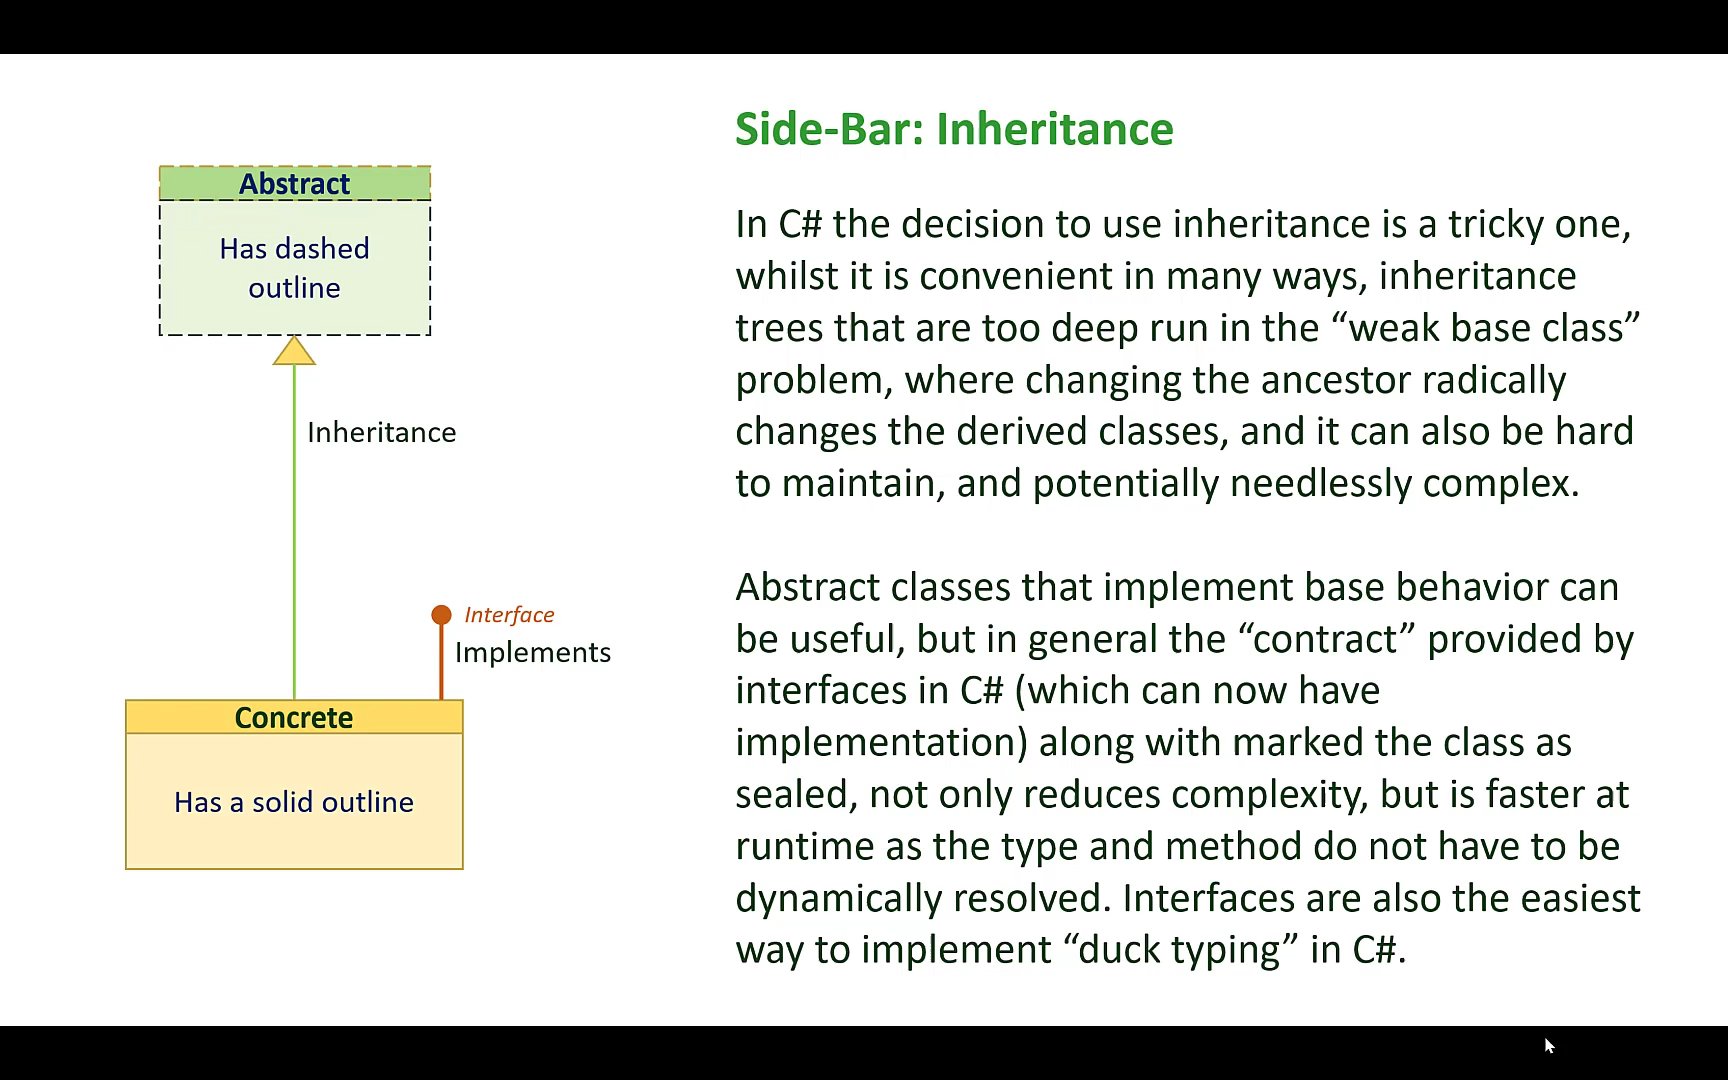 Side-Bar: Inheritance
Abstract
Has dashed
outline
Inheritance
Interface
Implements
Concrete
Has a solid outline
In C# the decision to use inheritance is a tricky one,
whilst it is convenient in many ways, inheritance
trees that are too deep run in the “weak base class”
problem, where changing the ancestor radically
changes the derived classes, and it can also be hard
to maintain, and potentially needlessly complex.
Abstract classes that implement base behavior can
be useful, but in general the “contract” provided by
interfaces in C# (which can now have
implementation) along with marked the class as
sealed, not only reduces complexity, but is faster at
runtime as the type and method do not have to be
dynamically resolved. Interfaces are also the easiest
way to implement “duck typing” in C#.